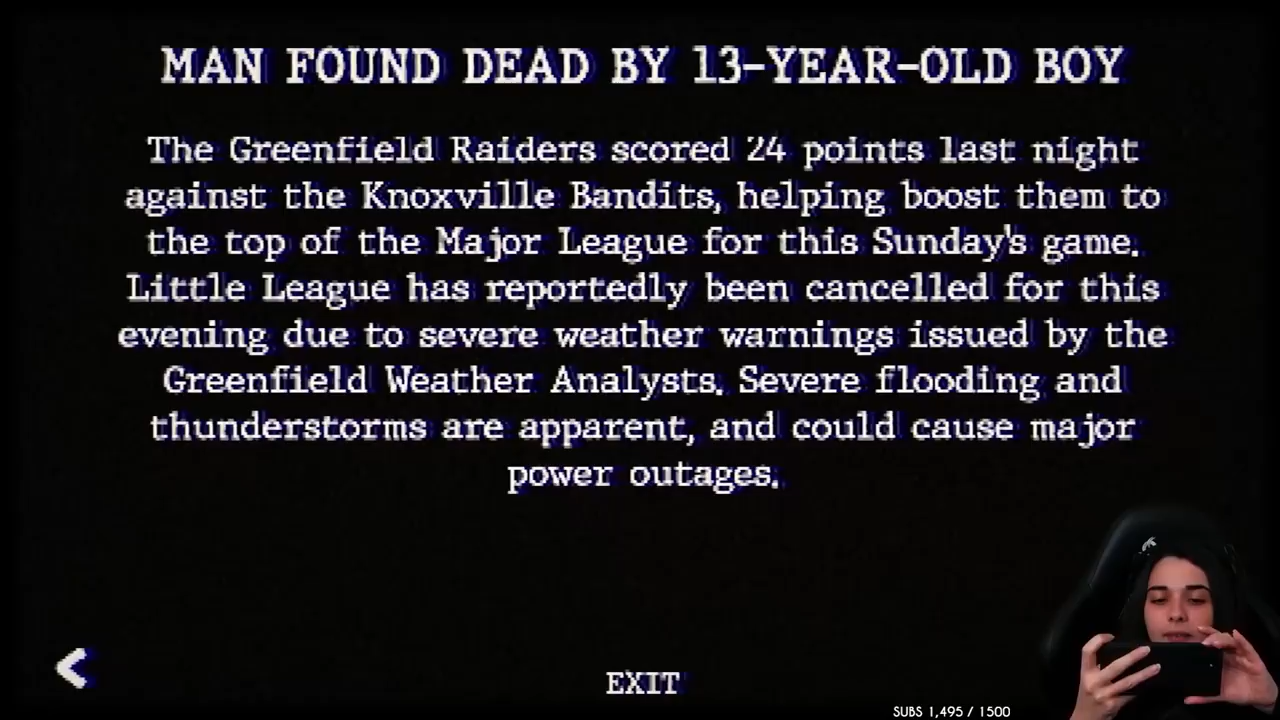 MAN FOUND DEAD BY 13-YEAR-OLD BOY
The Greenfield Raiders scored 24 points last night
against the Knoxville Bandits, helping boost them to
the top of the Major League for this Sunday's game.
Little League has reportedly been cancelled for this
evening due to severe weather warnings issued by the
Greenfield Weather Analysts. Severe flooding and
thunderstorms are apparent, and could cause major
power outages.
<
EXIT
SUBS 1,495 / 1500